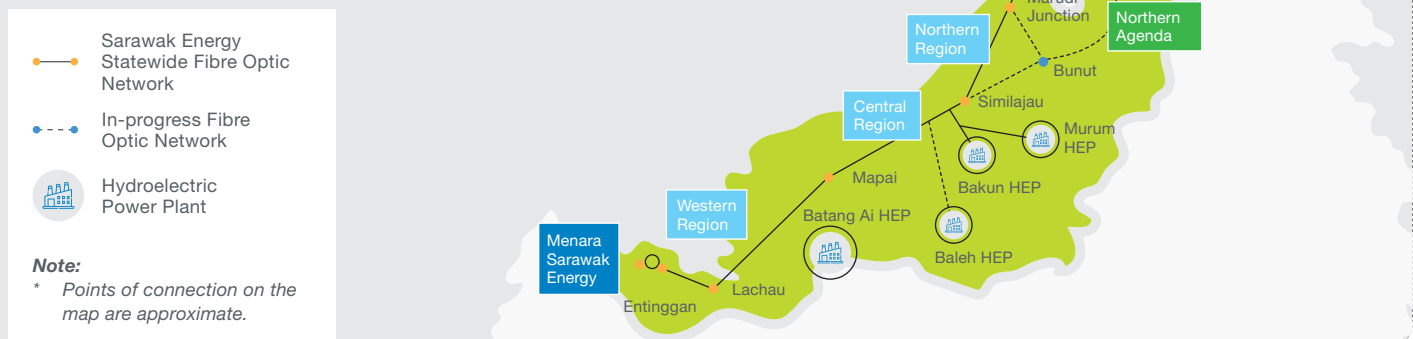 Sarawak Energy
Statewide Fibre Optic
Network
In-progress Fibre
Optic Network
Hydroelectric
Power Plant
Note:
* Points of connection on the
map are approximate.
Marudi
Junction
Northern
Agenda
Northern
Region
Bunut
Similajau
Central
Region
Murum
HEP
Bakun HEP
Mapai
Western
Region
Batang Ai HEP
Baleh HEP
Menara
Sarawak
Energy
Lachau
Entinggan